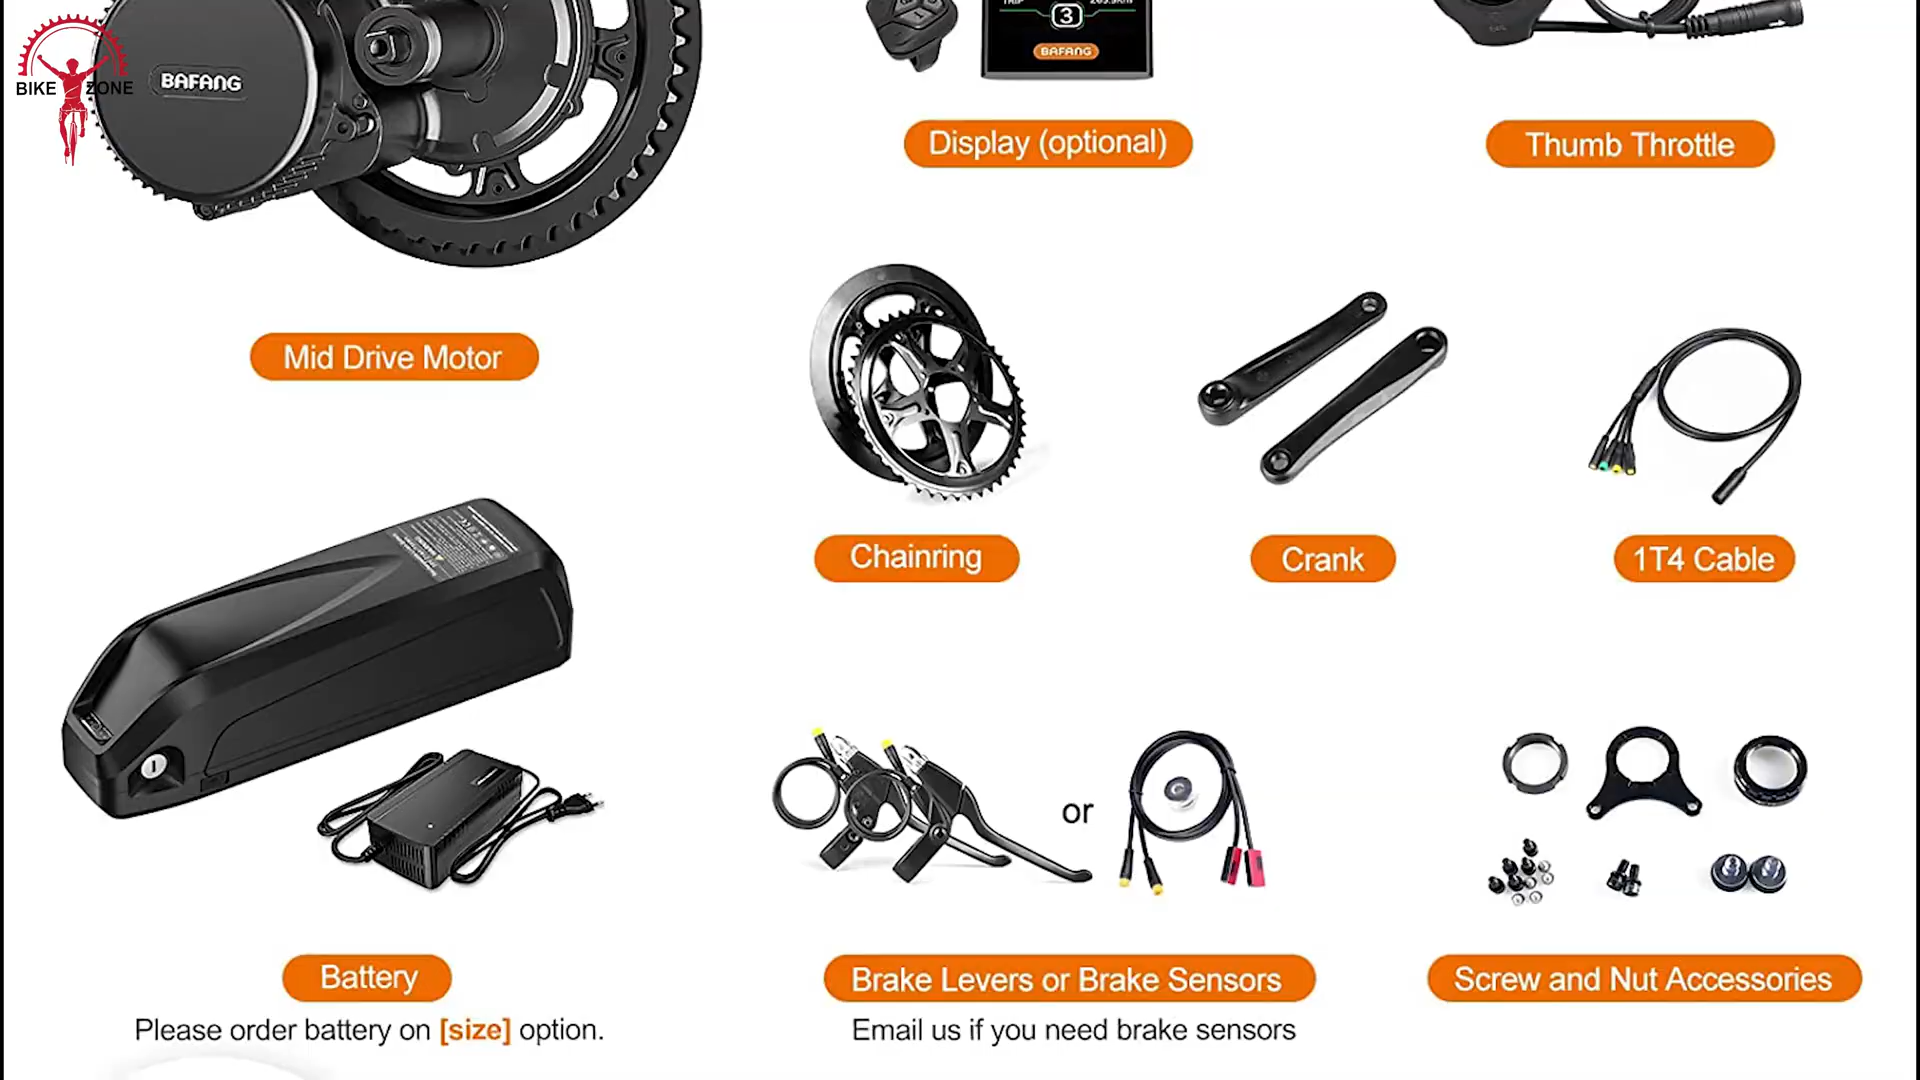 TRIP
3
BAFANG
BIKE ZONE
BAFANG
Display (optional)
Thumb Throttle
Mid Drive Motor
Chainring
Crank
1T4 Cable
or
Battery
Brake Levers or Brake Sensors
Screw and Nut Accessories
Please order battery on [size] option.
Email us if you need brake sensors